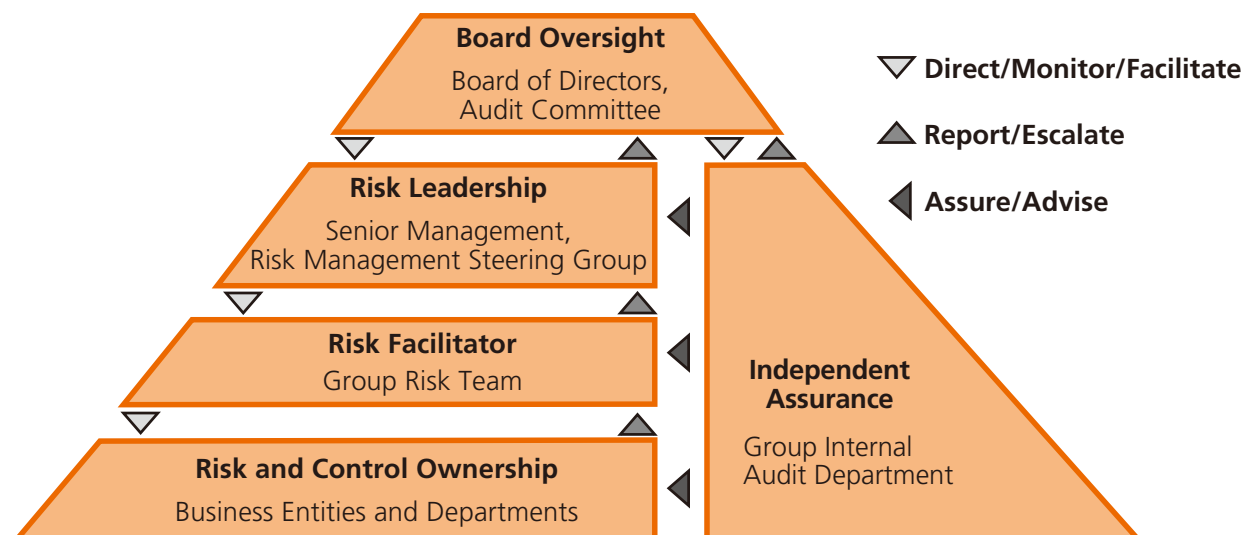 Board Oversight
Board of Directors,
Audit Committee
Direct/Monitor/Facilitate
Report/Escalate
Assure/Advise
Risk Leadership
Senior Management,
Risk Management Steering Group
Risk Facilitator
Group Risk Team
Risk and Control Ownership
Business Entities and Departments
Independent
Assurance
Group Internal
Audit Department